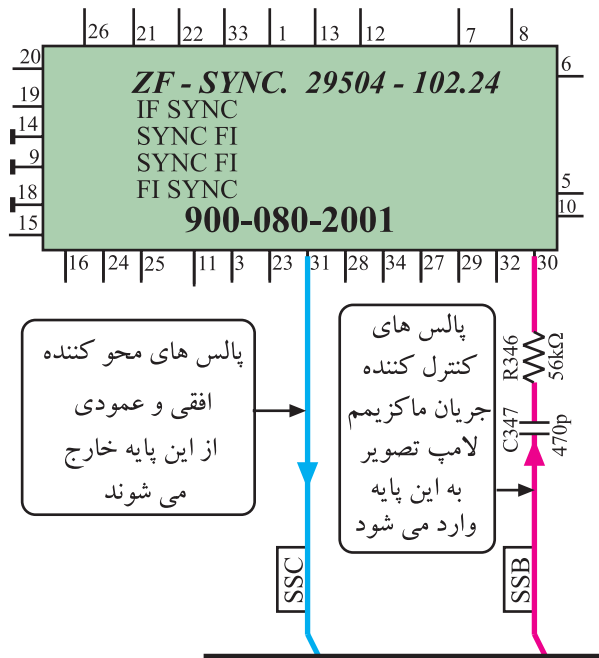 26 21 22 33 1 13 12 7 8
20
19
14
9
18
15
6
5
10
ZF - SYNC. 29504 - 102.24
IF SYNC
SYNC FI
SYNC FI
FI SYNC
900-080-2001
16 24 25 11 3 23 31 28 34 27 29 32 30
پالس های محو کننده
افقی و عمودی
از این پایه خارج
می شوند
پالس های
کنترل کننده
جریان ماکزیمم
لامپ تصویر
به این پایه
وارد می شود
R346
56kΩ
C347
470p
SSC
SSB